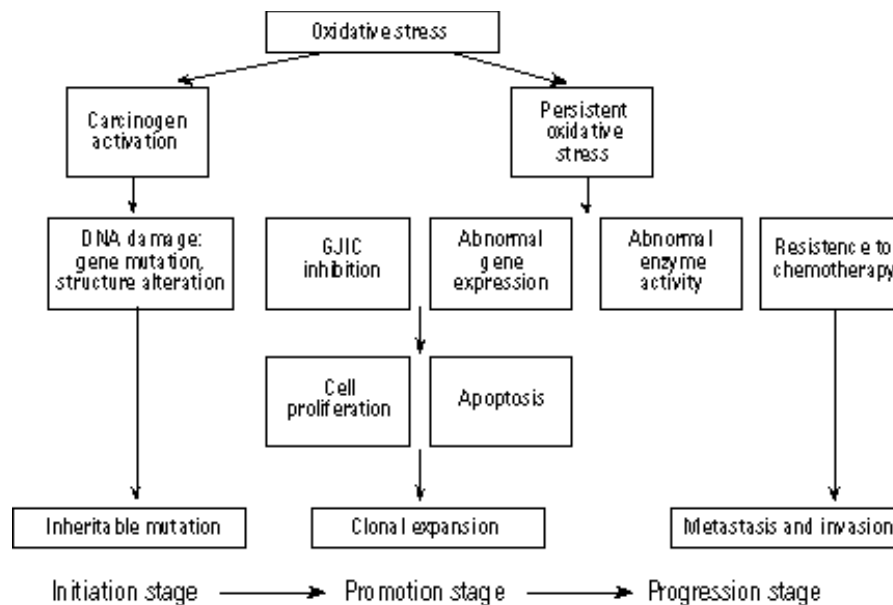 Oxidative stress
Carcinogen
activation
Persistent
oxidative
stress
DNA damage:
gene mutation,
structure alteration
GJIC
inhibition
Abnormal
gene
expression
Abnormal
enzyme
activity
Resistence to
chemotherapy
Cell
proliferation
Apoptosis
Inheritable mutation
Clonal expansion
Metastasis and invasion
Initiation stage
Promotion stage
Progression stage